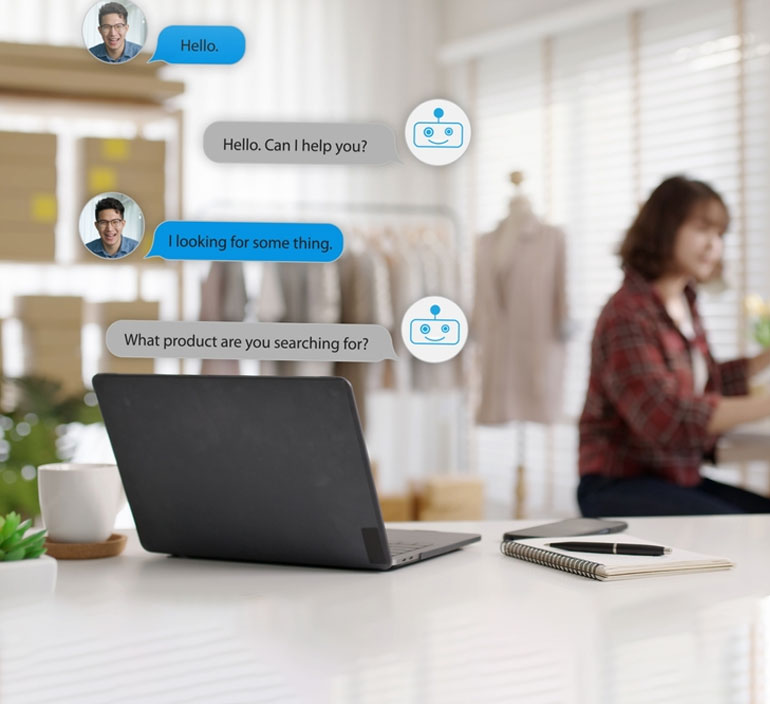 Hello.
Hello. Can I help you?
I looking for some thing.
What product are you searching for?